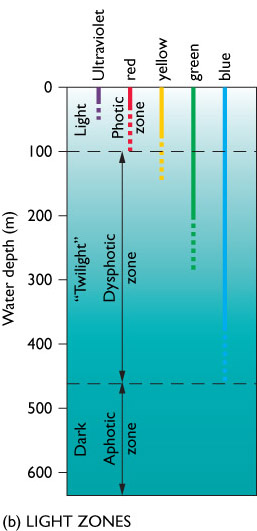 Ultraviolet
red
yellow
green
blue
Water depth (m)
0
100
200
300
400
500
600
Light
Photic
zone
"Twilight"
Dysphotic
zone
Dark
Aphotic
zone
(b) LIGHT ZONES